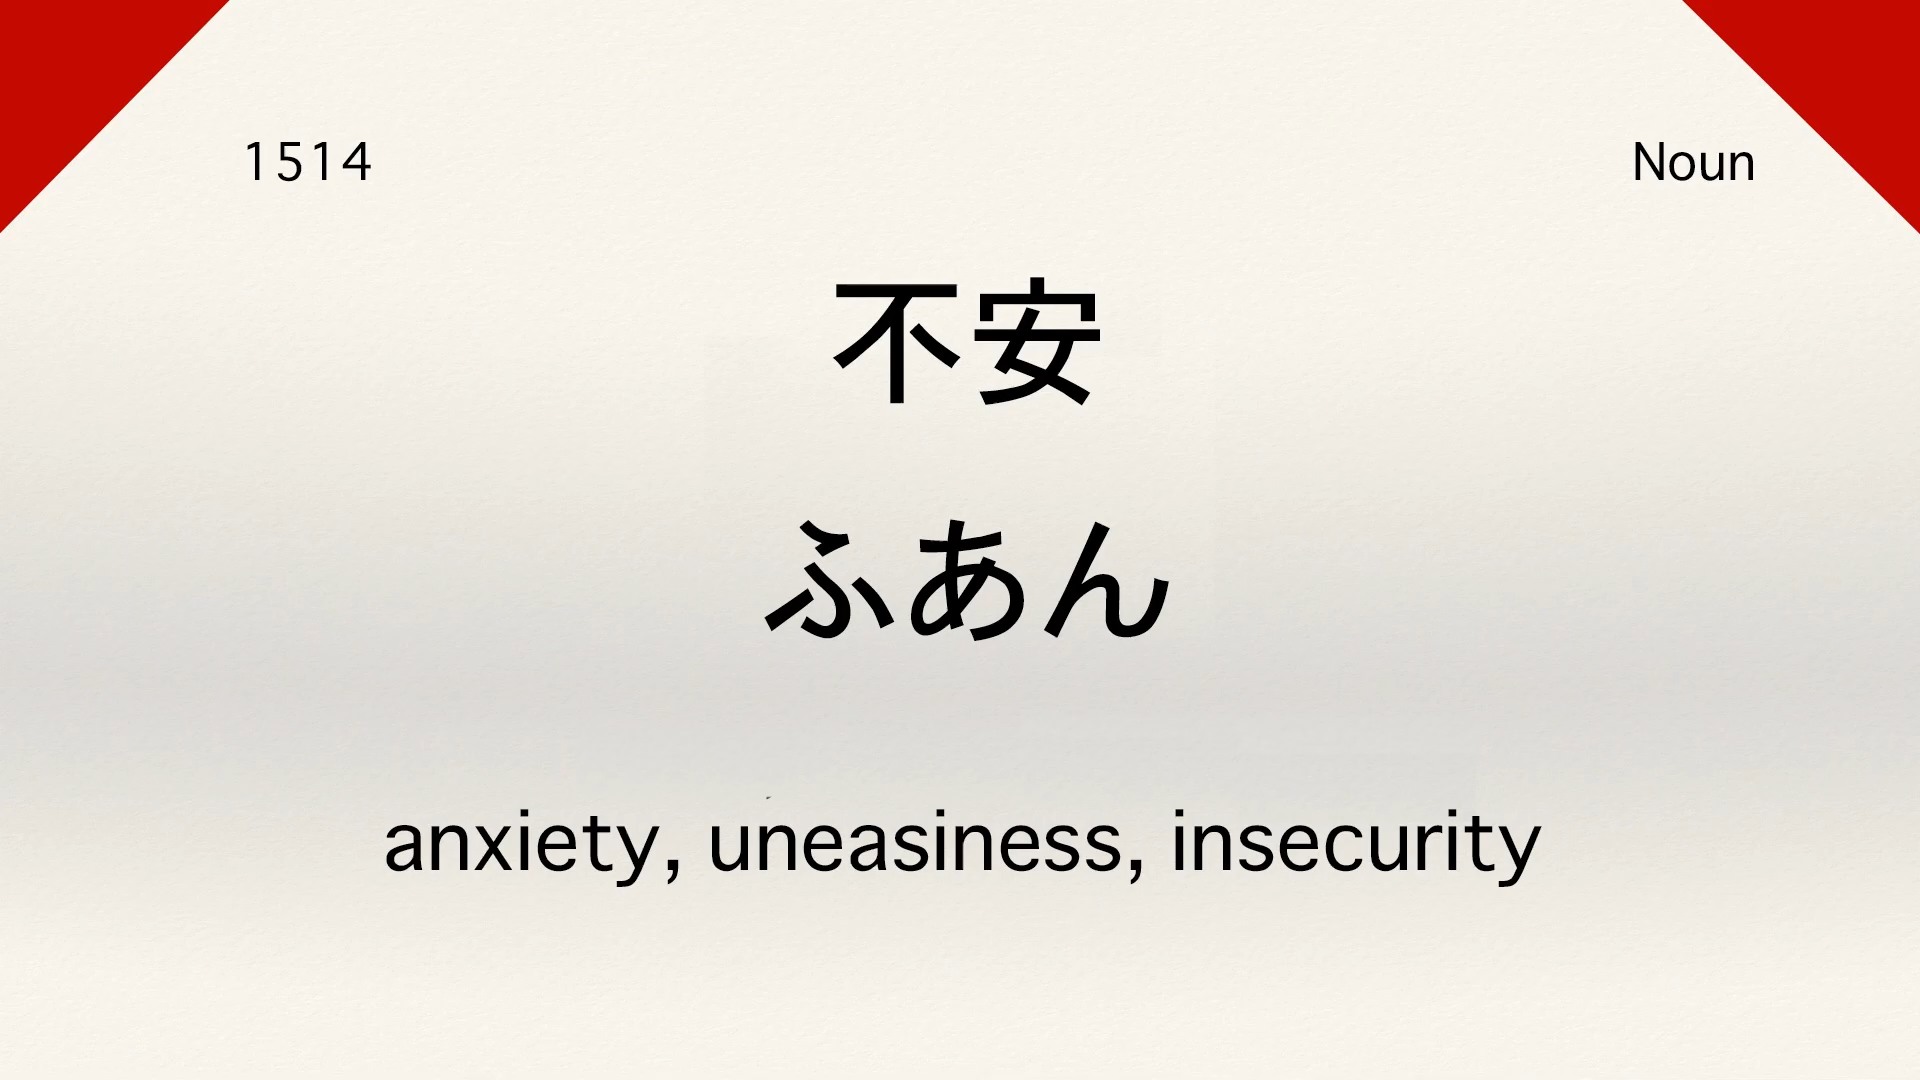 1514
Noun
不安
ふあん
anxiety, uneasiness, insecurity